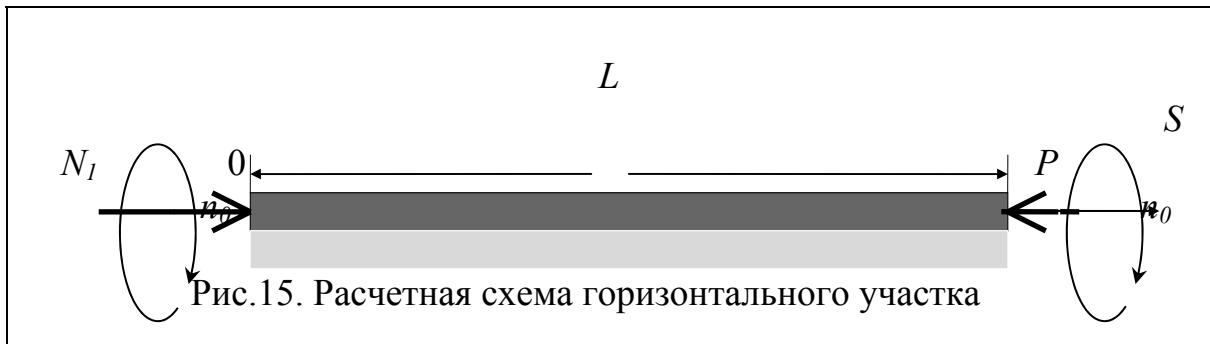 L
S
N₁ 0 P
n₀ n₀
Рис.15. Расчетная схема горизонтального участка